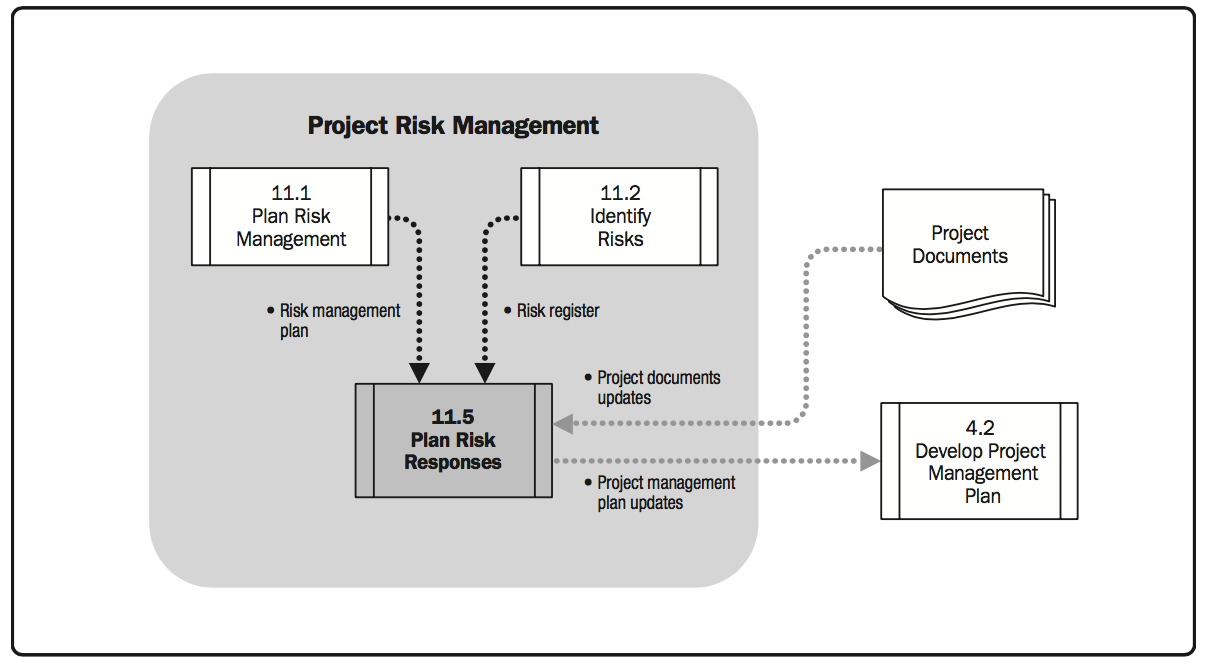 Project Risk Management
11.1
Plan Risk
Management
11.2
Identify
Risks
Project
Documents
• Risk management
plan
• Risk register
• Project documents
updates
11.5
Plan Risk
Responses
4.2
Develop Project
Management
Plan
• Project management
plan updates